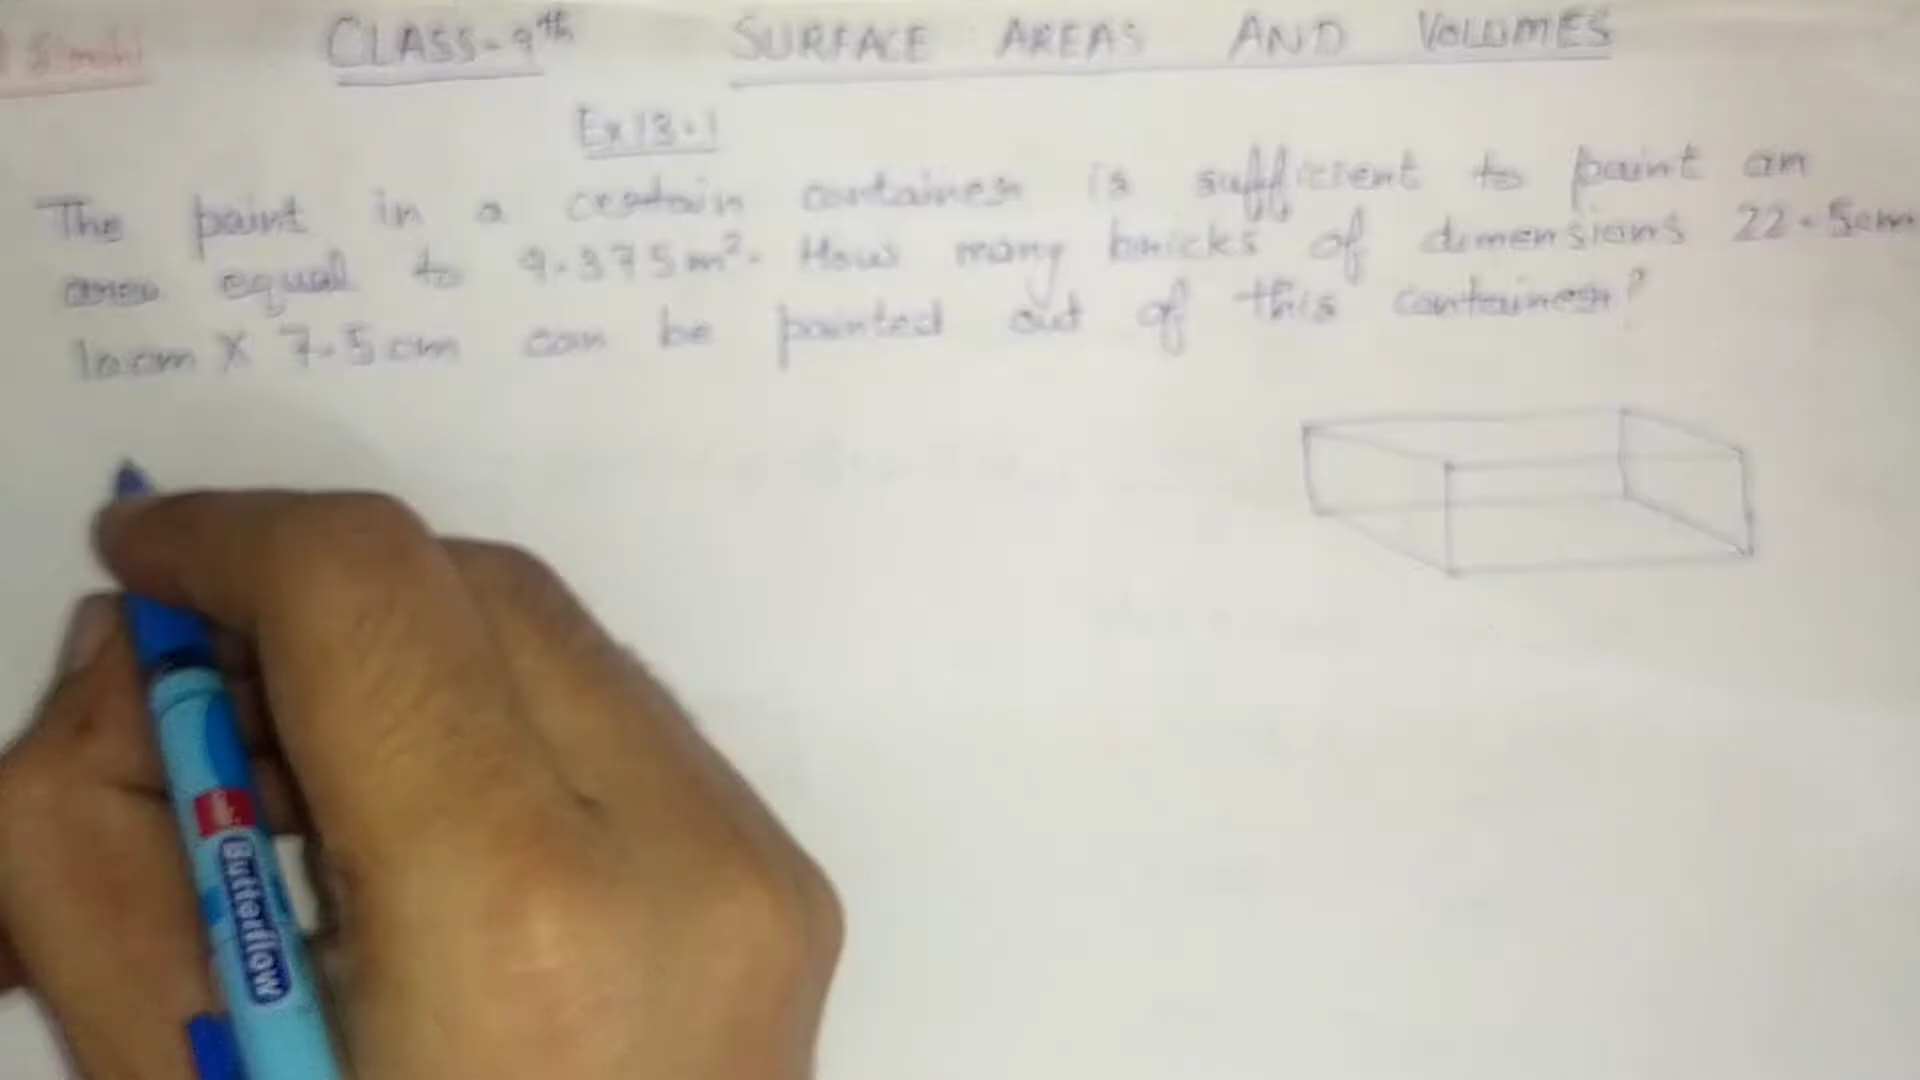 CLASS-9th SURFACE AREAS AND VOLUMES
Ex 13.1
The paint in a certain container is sufficient to paint an
area equal to 9.375m². How many bricks of dimensions 22.5cm
10cm X 7.5cm can be painted out of this container?
Butterflow